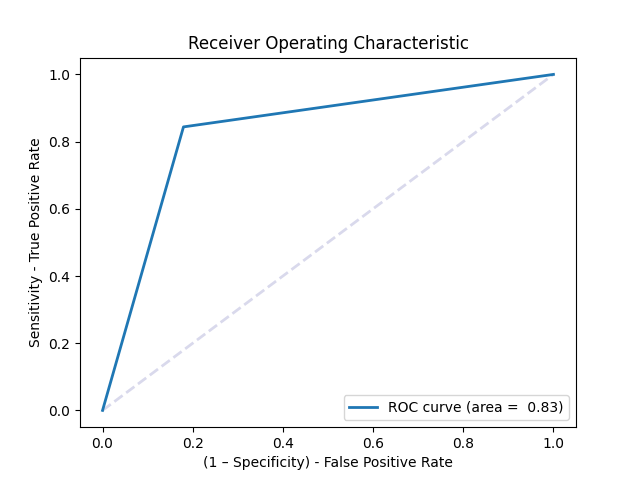 Receiver Operating Characteristic
1.0
0.8
0.6
0.4
0.2
0.0
Sensitivity - True Positive Rate
ROC curve (area =  0.83)
0.0 0.2 0.4 0.6 0.8 1.0
(1 – Specificity) - False Positive Rate